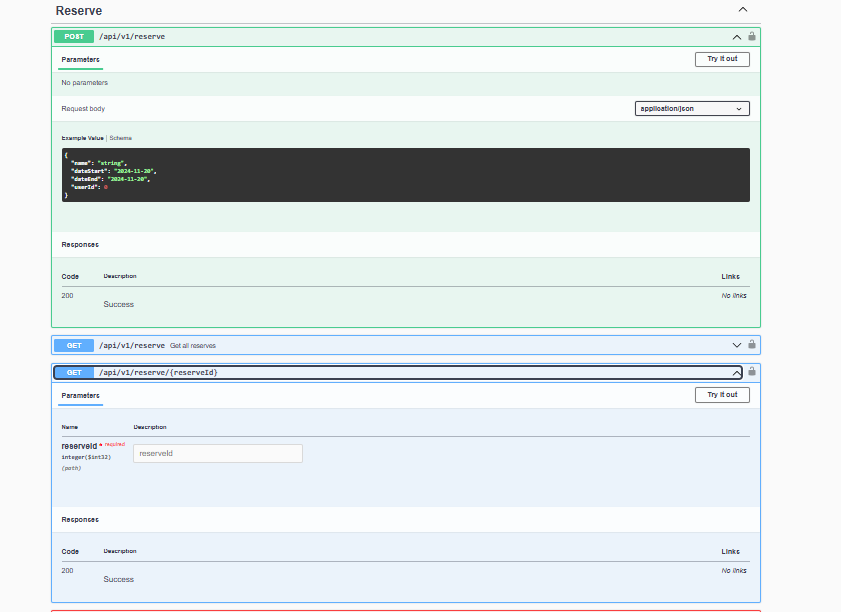 Reserve
POST /api/v1/reserve
Parameters Try it out
No parameters
Request body application/json
Example Value | Schema
{
"name": "string",
"dateStart": "2024-11-20",
"dateEnd": "2024-11-20",
"userId": 0
}
Responses
Code Description Links
200 Success No links
GET /api/v1/reserve Get all reserves
GET /api/v1/reserve/{reserveId}
Parameters Try it out
Name Description
reserveId * required
integer($int32)
(path)
reserveId
Responses
Code Description Links
200 Success No links